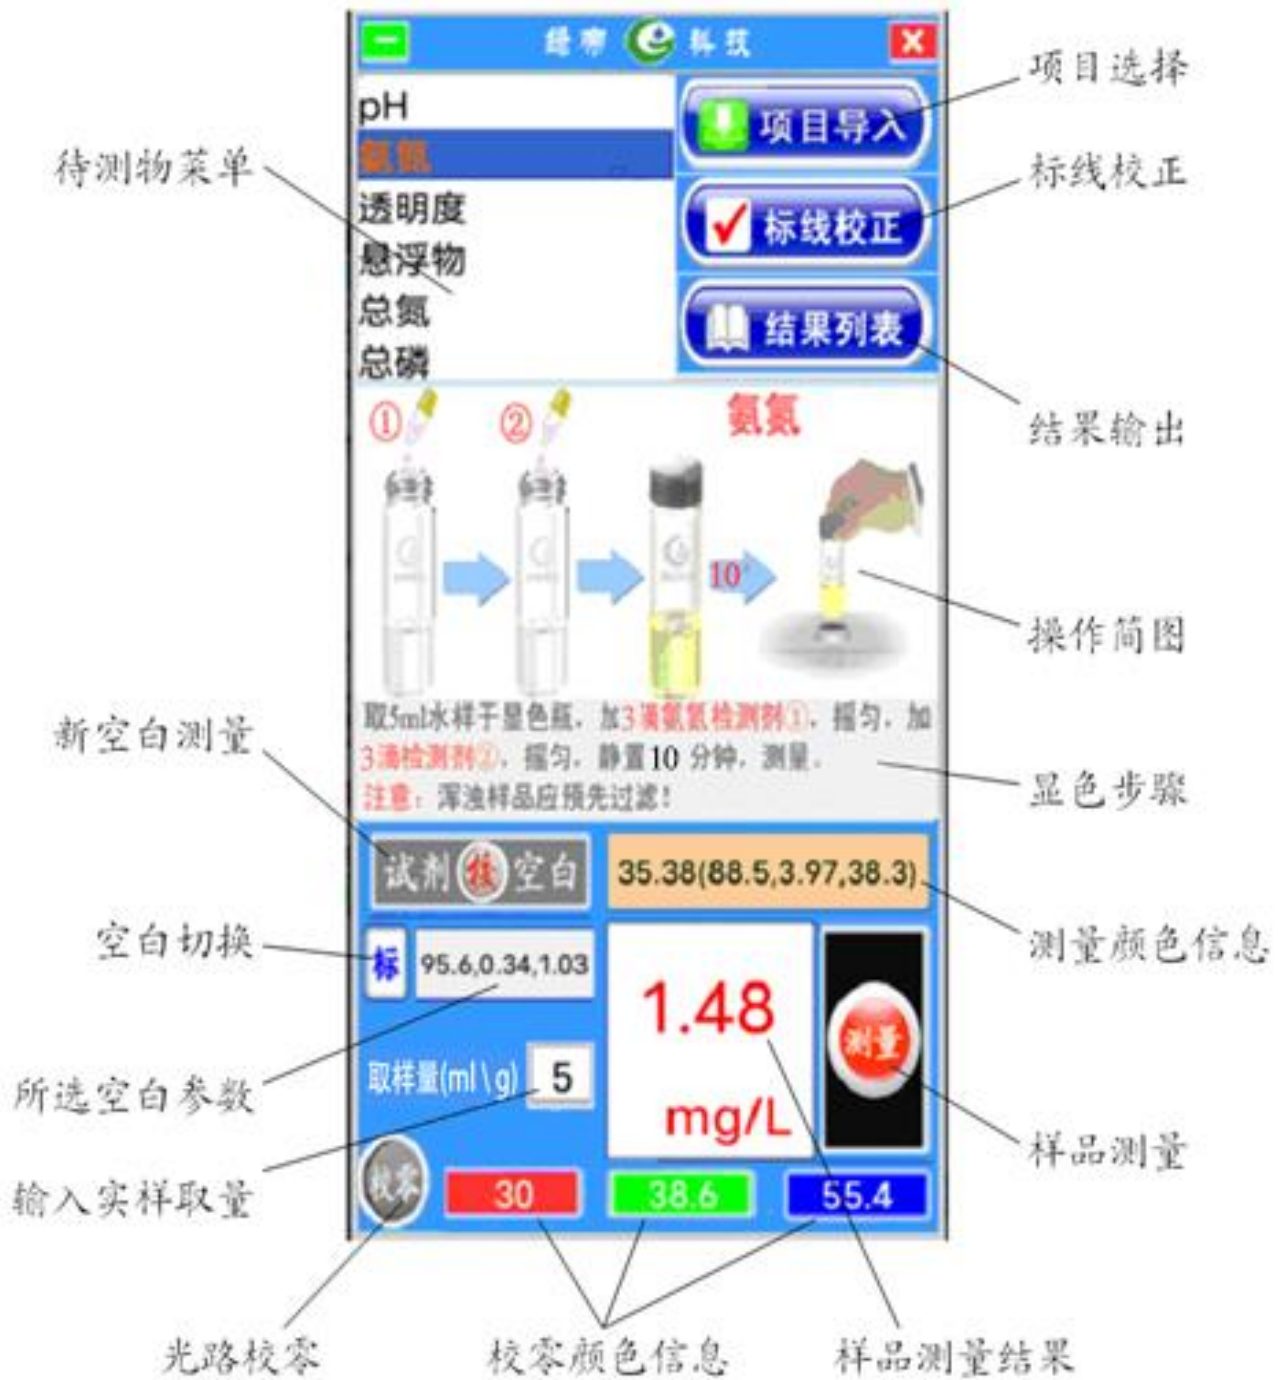 科技
项目选择
pH
项目导入
氨氮
待测物菜单
标线校正
透明度
标线校正
悬浮物
总氮
结果列表
总磷
结果输出
①
②
氨氮
10'
操作简图
取5ml水样于显色瓶，加3滴氨氮检测剂①，摇匀，加
3滴检测剂②，摇匀，静置10 分钟，测量。
注意：浑浊样品应预先过滤！
新空白测量
显色步骤
试剂 校 空白
35.38(88.5,3.97,38.3)
测量颜色信息
空白切换
标
95.6,0.34,1.03
1.48
mg/L
测量
取样量(ml\g) 5
所选空白参数
样品测量
输入实样取量
校零
30
38.6
55.4
光路校零
校零颜色信息
样品测量结果